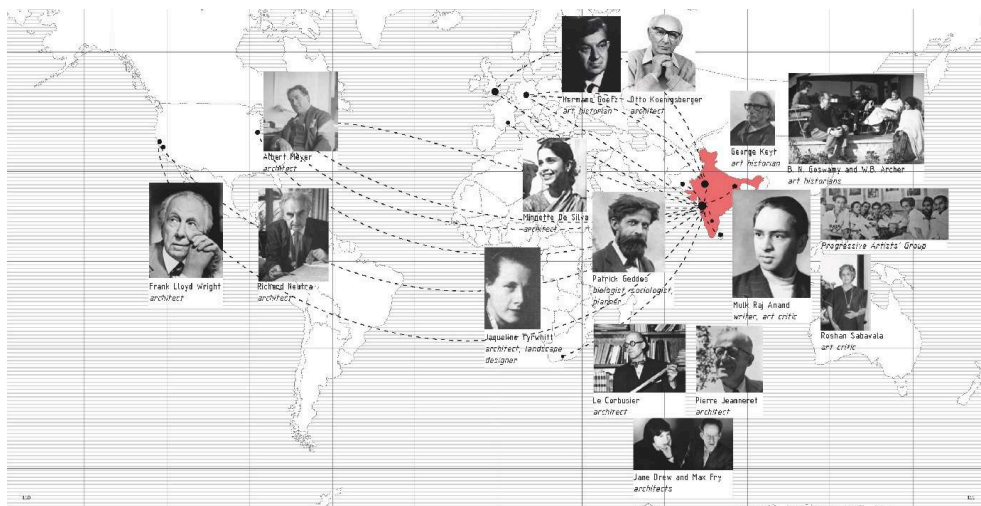 Hermann Goetz
art historian
Otto Koenigsberger
architect
Albert Mayer
architect
George Keyt
art historian
B. N. Goswamy and W.B. Archer
art historians
Minnette De Silva
architect
Frank Lloyd Wright
architect
Richard Neutra
architect
Patrick Geddes
biologist, sociologist,
planner
Mulk Raj Anand
writer, art critic
Progressive Artists' Group
Jaqueline Tyrwhitt
architect, landscape
designer
Roshan Sabavala
art critic
Le Corbusier
architect
Pierre Jeanneret
architect
Jane Drew and Max Fry
architects